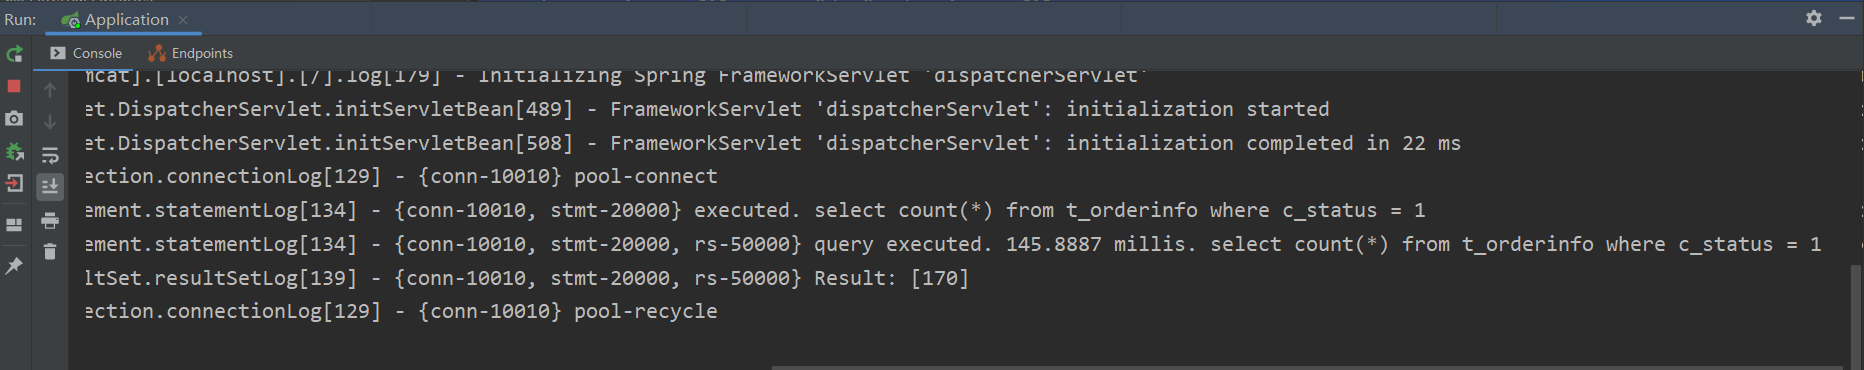 Run: Application
Console Endpoints
mcat].[localhost].[/].log[179] - Initializing Spring FrameworkServlet 'dispatcherServlet'
et.DispatcherServlet.initServletBean[489] - FrameworkServlet 'dispatcherServlet': initialization started
et.DispatcherServlet.initServletBean[508] - FrameworkServlet 'dispatcherServlet': initialization completed in 22 ms
ection.connectionLog[129] - {conn-10010} pool-connect
ement.statementLog[134] - {conn-10010, stmt-20000} executed. select count(*) from t_orderinfo where c_status = 1
ement.statementLog[134] - {conn-10010, stmt-20000, rs-50000} query executed. 145.8887 millis. select count(*) from t_orderinfo where c_status = 1
ltSet.resultSetLog[139] - {conn-10010, stmt-20000, rs-50000} Result: [170]
ection.connectionLog[129] - {conn-10010} pool-recycle